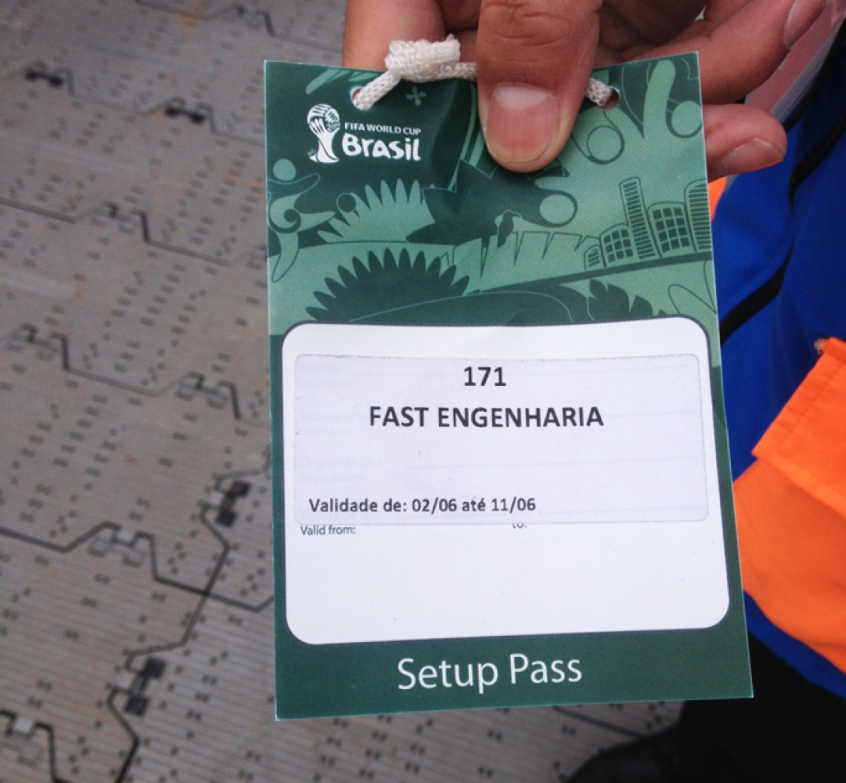 FIFA WORLD CUP
Brasil
171
FAST ENGENHARIA
Validade de: 02/06 até 11/06
Valid from:
to:
Setup Pass